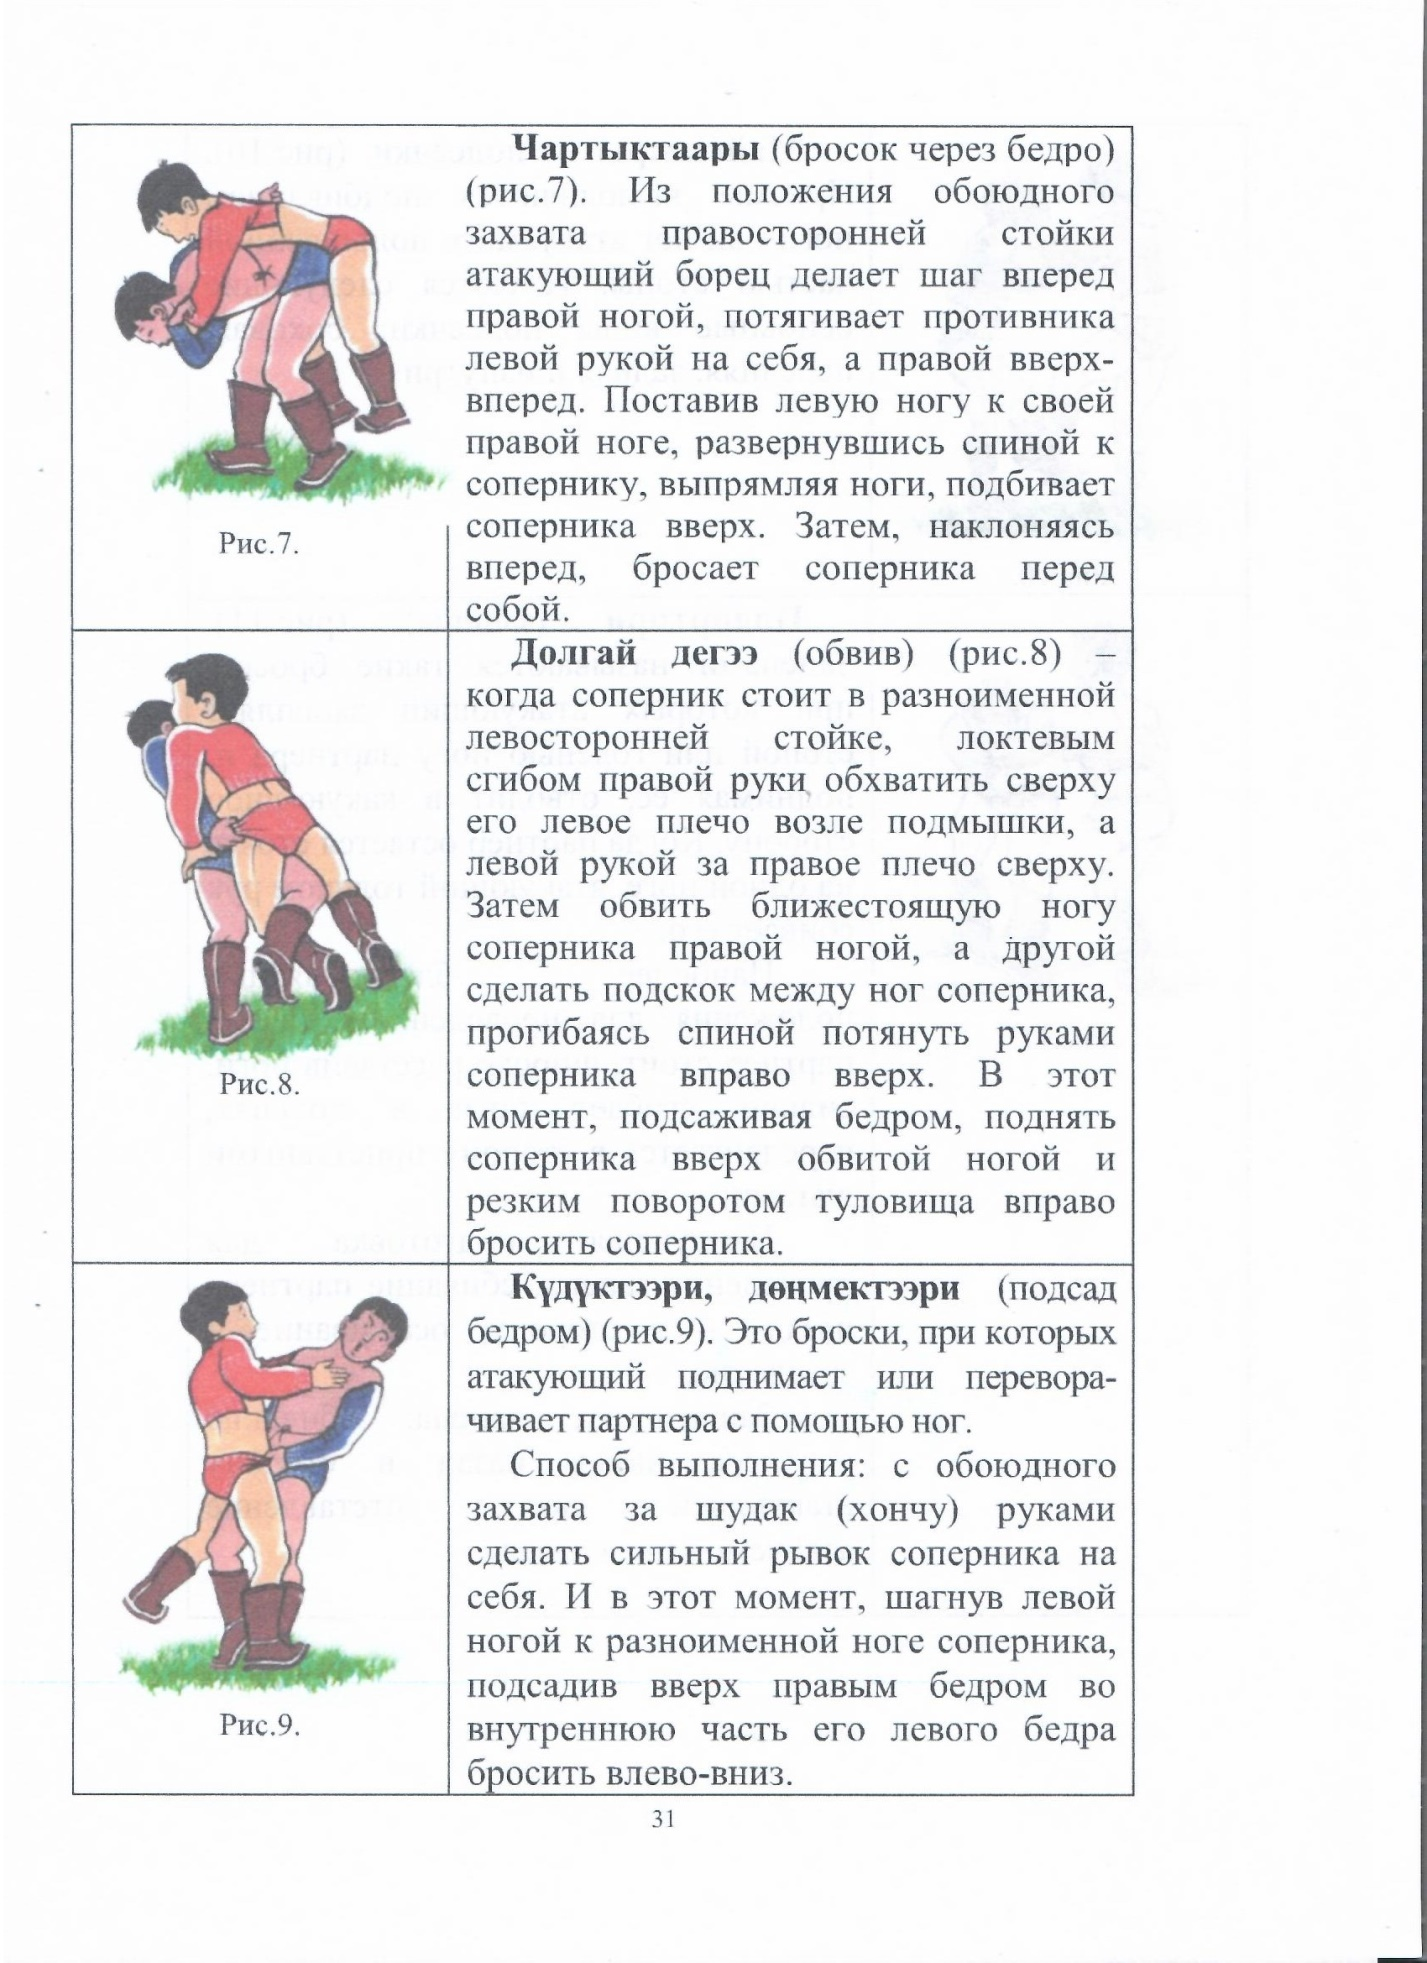 Чартыктаары (бросок через бедро)
(рис.7). Из положения обоюдного
захвата правосторонней стойки
атакующий борец делает шаг вперед
правой ногой, потягивает противника
левой рукой на себя, а правой вверх-
вперед. Поставив левую ногу к своей
правой ноге, развернувшись спиной к
сопернику, выпрямляя ноги, подбивает
соперника вверх. Затем, наклоняясь
вперед, бросает соперника перед
собой.
Рис.7.
Долгай дегээ (обвив) (рис.8) –
когда соперник стоит в разноименной
левосторонней стойке, локтевым
сгибом правой руки обхватить сверху
его левое плечо возле подмышки, а
левой рукой за правое плечо сверху.
Затем обвить ближестоящую ногу
соперника правой ногой, а другой
сделать подскок между ног соперника,
прогибаясь спиной потянуть руками
соперника вправо вверх. В этот
момент, подсаживая бедром, поднять
соперника вверх обвитой ногой и
резким поворотом туловища вправо
бросить соперника.
Рис.8.
Күдүктээри, дөңмектээри (подсад
бедром) (рис.9). Это броски, при которых
атакующий поднимает или перевора-
чивает партнера с помощью ног.
Способ выполнения: с обоюдного
захвата за шудак (хончу) руками
сделать сильный рывок соперника на
себя. И в этот момент, шагнув левой
ногой к разноименной ноге соперника,
подсадив вверх правым бедром во
внутреннюю часть его левого бедра
бросить влево-вниз.
Рис.9.
31